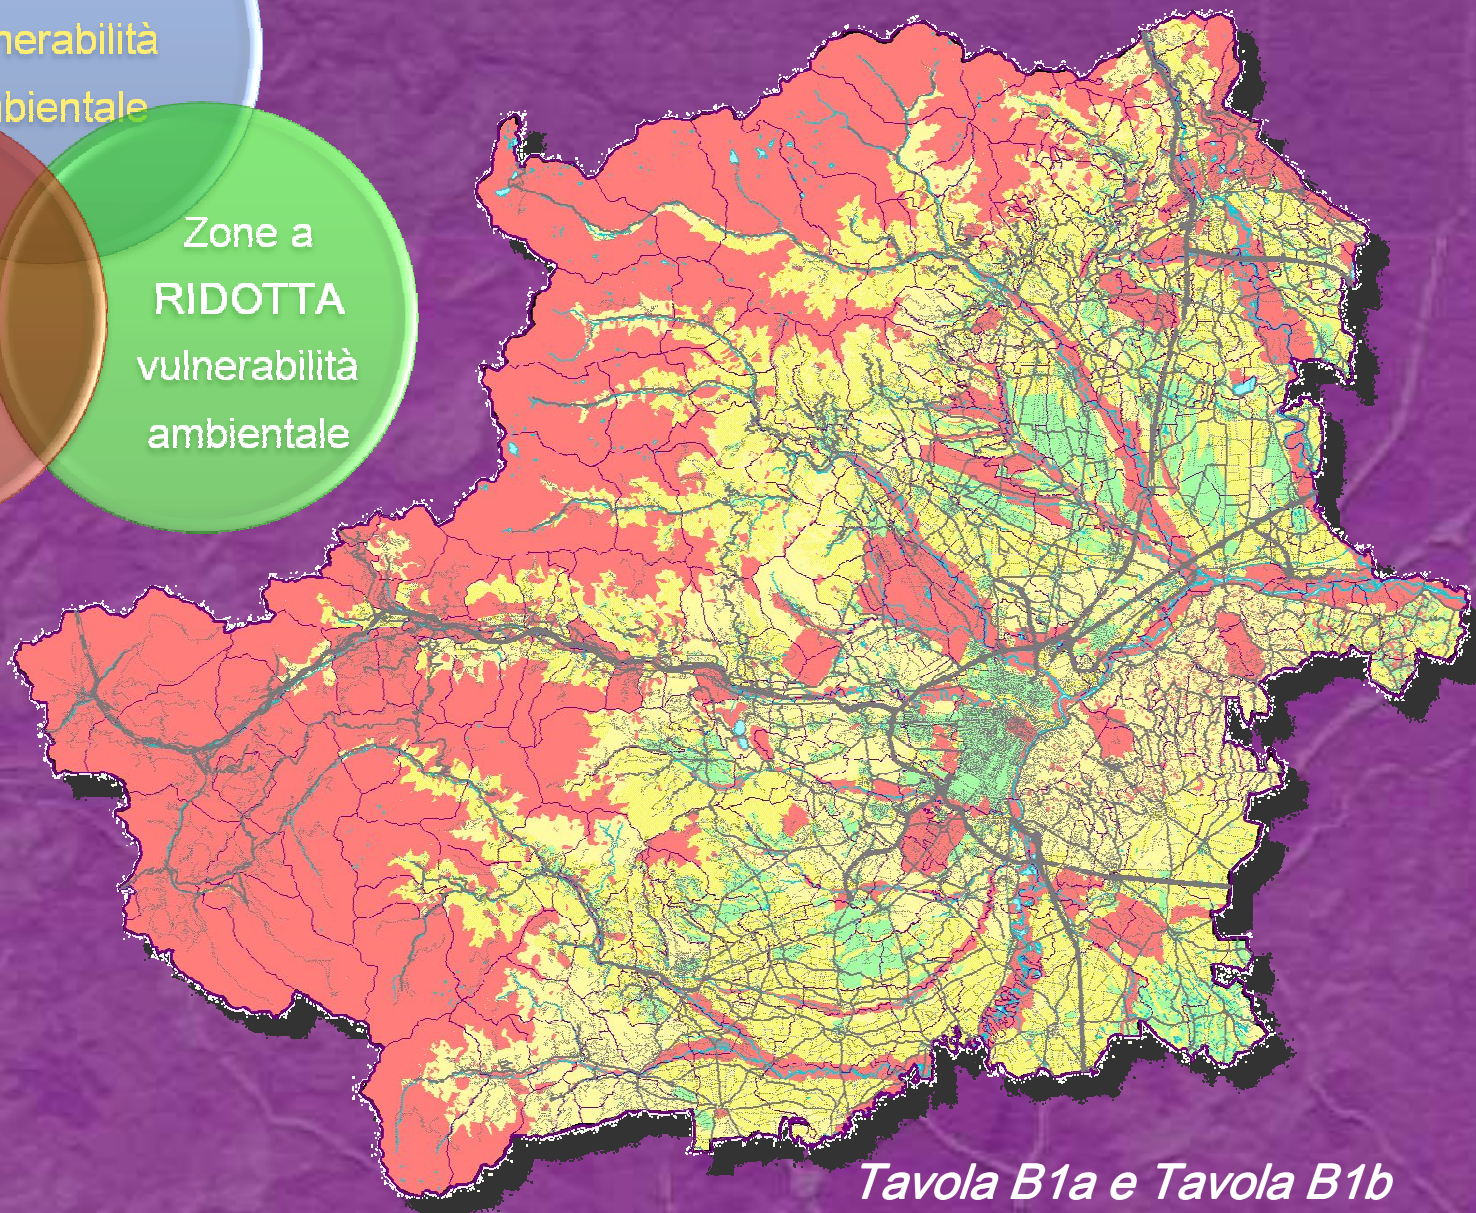 nerabilità
bientale
Zone a
RIDOTTA
vulnerabilità
ambientale
Tavola B1a e Tavola B1b